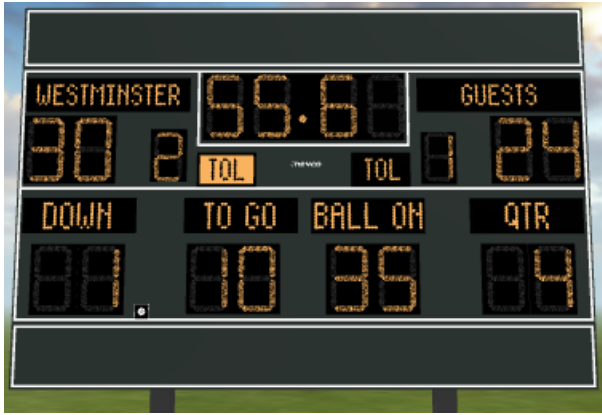 WESTMINSTER 55.6 GUESTS
30 2 TOL TOL 1 24
DOWN TO GO BALL ON QTR
1 10 35 4